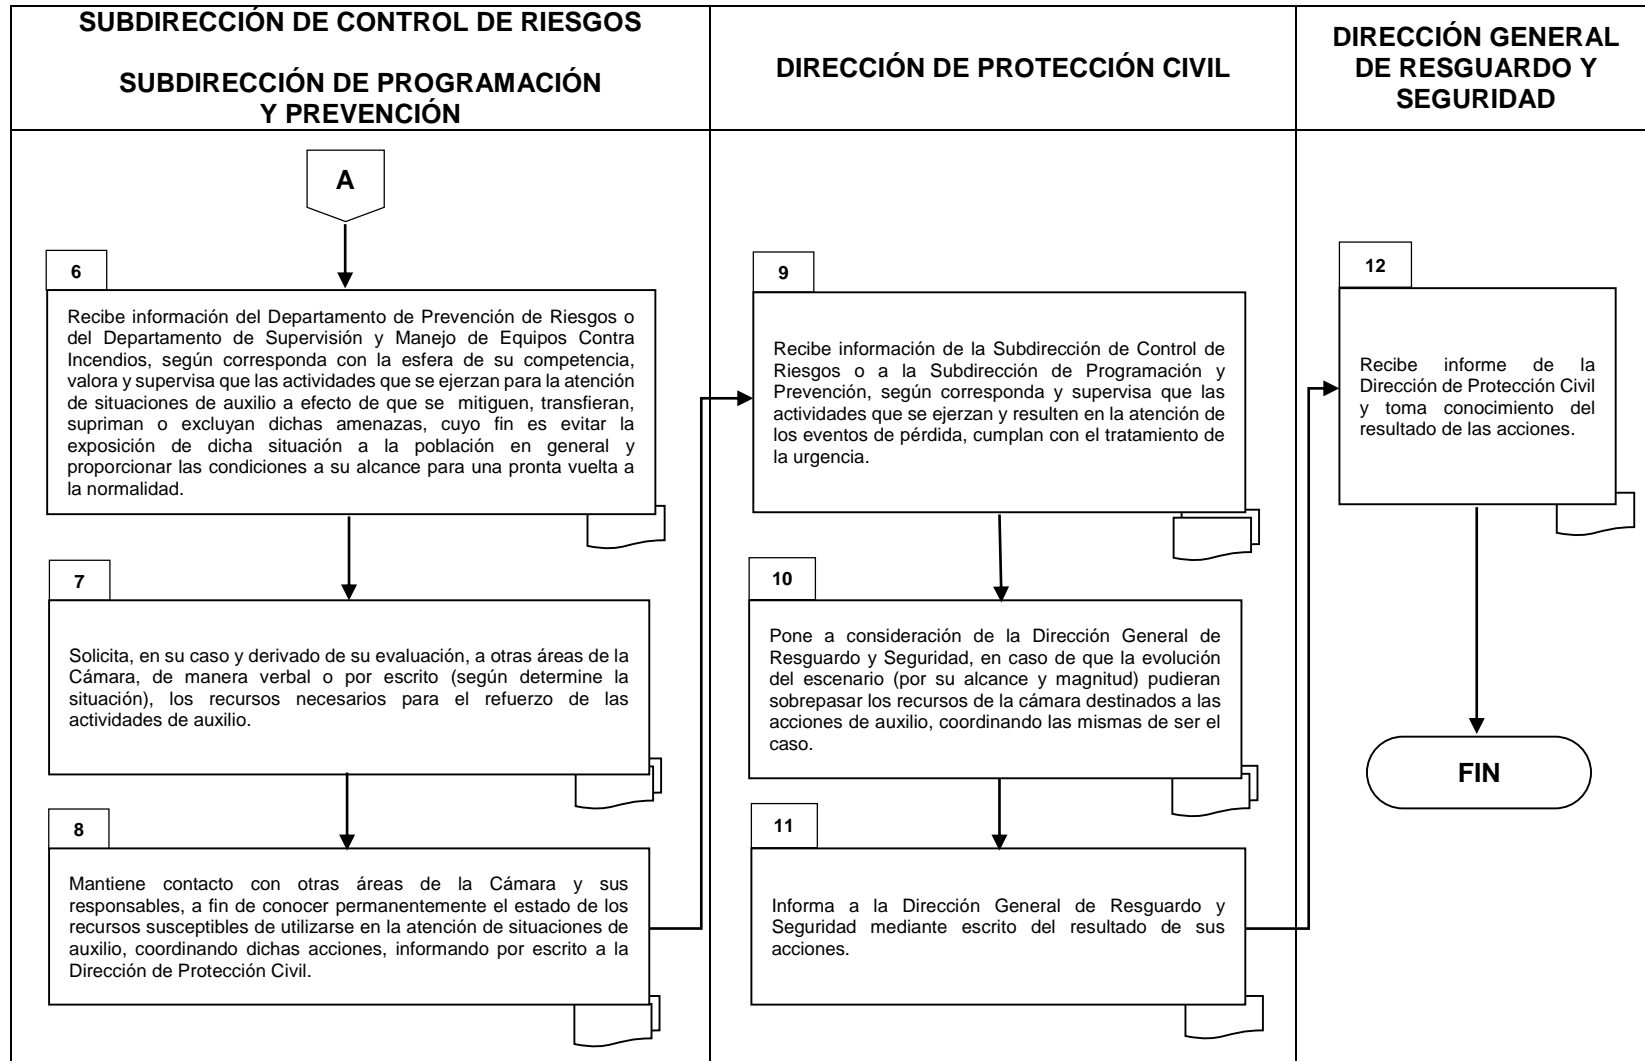 SUBDIRECCIÓN DE CONTROL DE RIESGOS
SUBDIRECCIÓN DE PROGRAMACIÓN
Y PREVENCIÓN
DIRECCIÓN DE PROTECCIÓN CIVIL
DIRECCIÓN GENERAL
DE RESGUARDO Y
SEGURIDAD
A
6
Recibe información del Departamento de Prevención de Riesgos o
del Departamento de Supervisión y Manejo de Equipos Contra
Incendios, según corresponda con la esfera de su competencia,
valora y supervisa que las actividades que se ejerzan para la atención
de situaciones de auxilio a efecto de que se mitiguen, transfieran,
supriman o excluyan dichas amenazas, cuyo fin es evitar la
exposición de dicha situación a la población en general y
proporcionar las condiciones a su alcance para una pronta vuelta a
la normalidad.
7
Solicita, en su caso y derivado de su evaluación, a otras áreas de la
Cámara, de manera verbal o por escrito (según determine la
situación), los recursos necesarios para el refuerzo de las
actividades de auxilio.
8
Mantiene contacto con otras áreas de la Cámara y sus
responsables, a fin de conocer permanentemente el estado de los
recursos susceptibles de utilizarse en la atención de situaciones de
auxilio, coordinando dichas acciones, informando por escrito a la
Dirección de Protección Civil.
9
Recibe información de la Subdirección de Control de
Riesgos o a la Subdirección de Programación y
Prevención, según corresponda y supervisa que las
actividades que se ejerzan y resulten en la atención de
los eventos de pérdida, cumplan con el tratamiento de
la urgencia.
10
Pone a consideración de la Dirección General de
Resguardo y Seguridad, en caso de que la evolución
del escenario (por su alcance y magnitud) pudieran
sobrepasar los recursos de la cámara destinados a las
acciones de auxilio, coordinando las mismas de ser el
caso.
11
Informa a la Dirección General de Resguardo y
Seguridad mediante escrito del resultado de sus
acciones.
12
Recibe informe de la
Dirección de Protección Civil
y toma conocimiento del
resultado de las acciones.
FIN